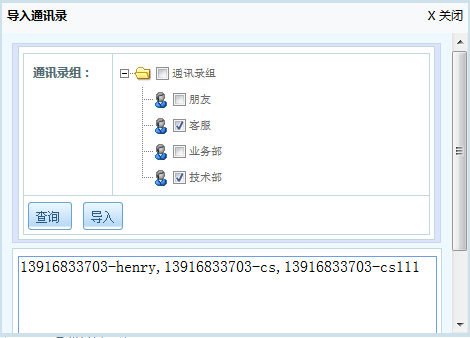 导入通讯录 X 关闭
通讯录组： 通讯录组
朋友
客服
业务部
技术部
查询 导入
13916833703-henry,13916833703-cs,13916833703-cs111